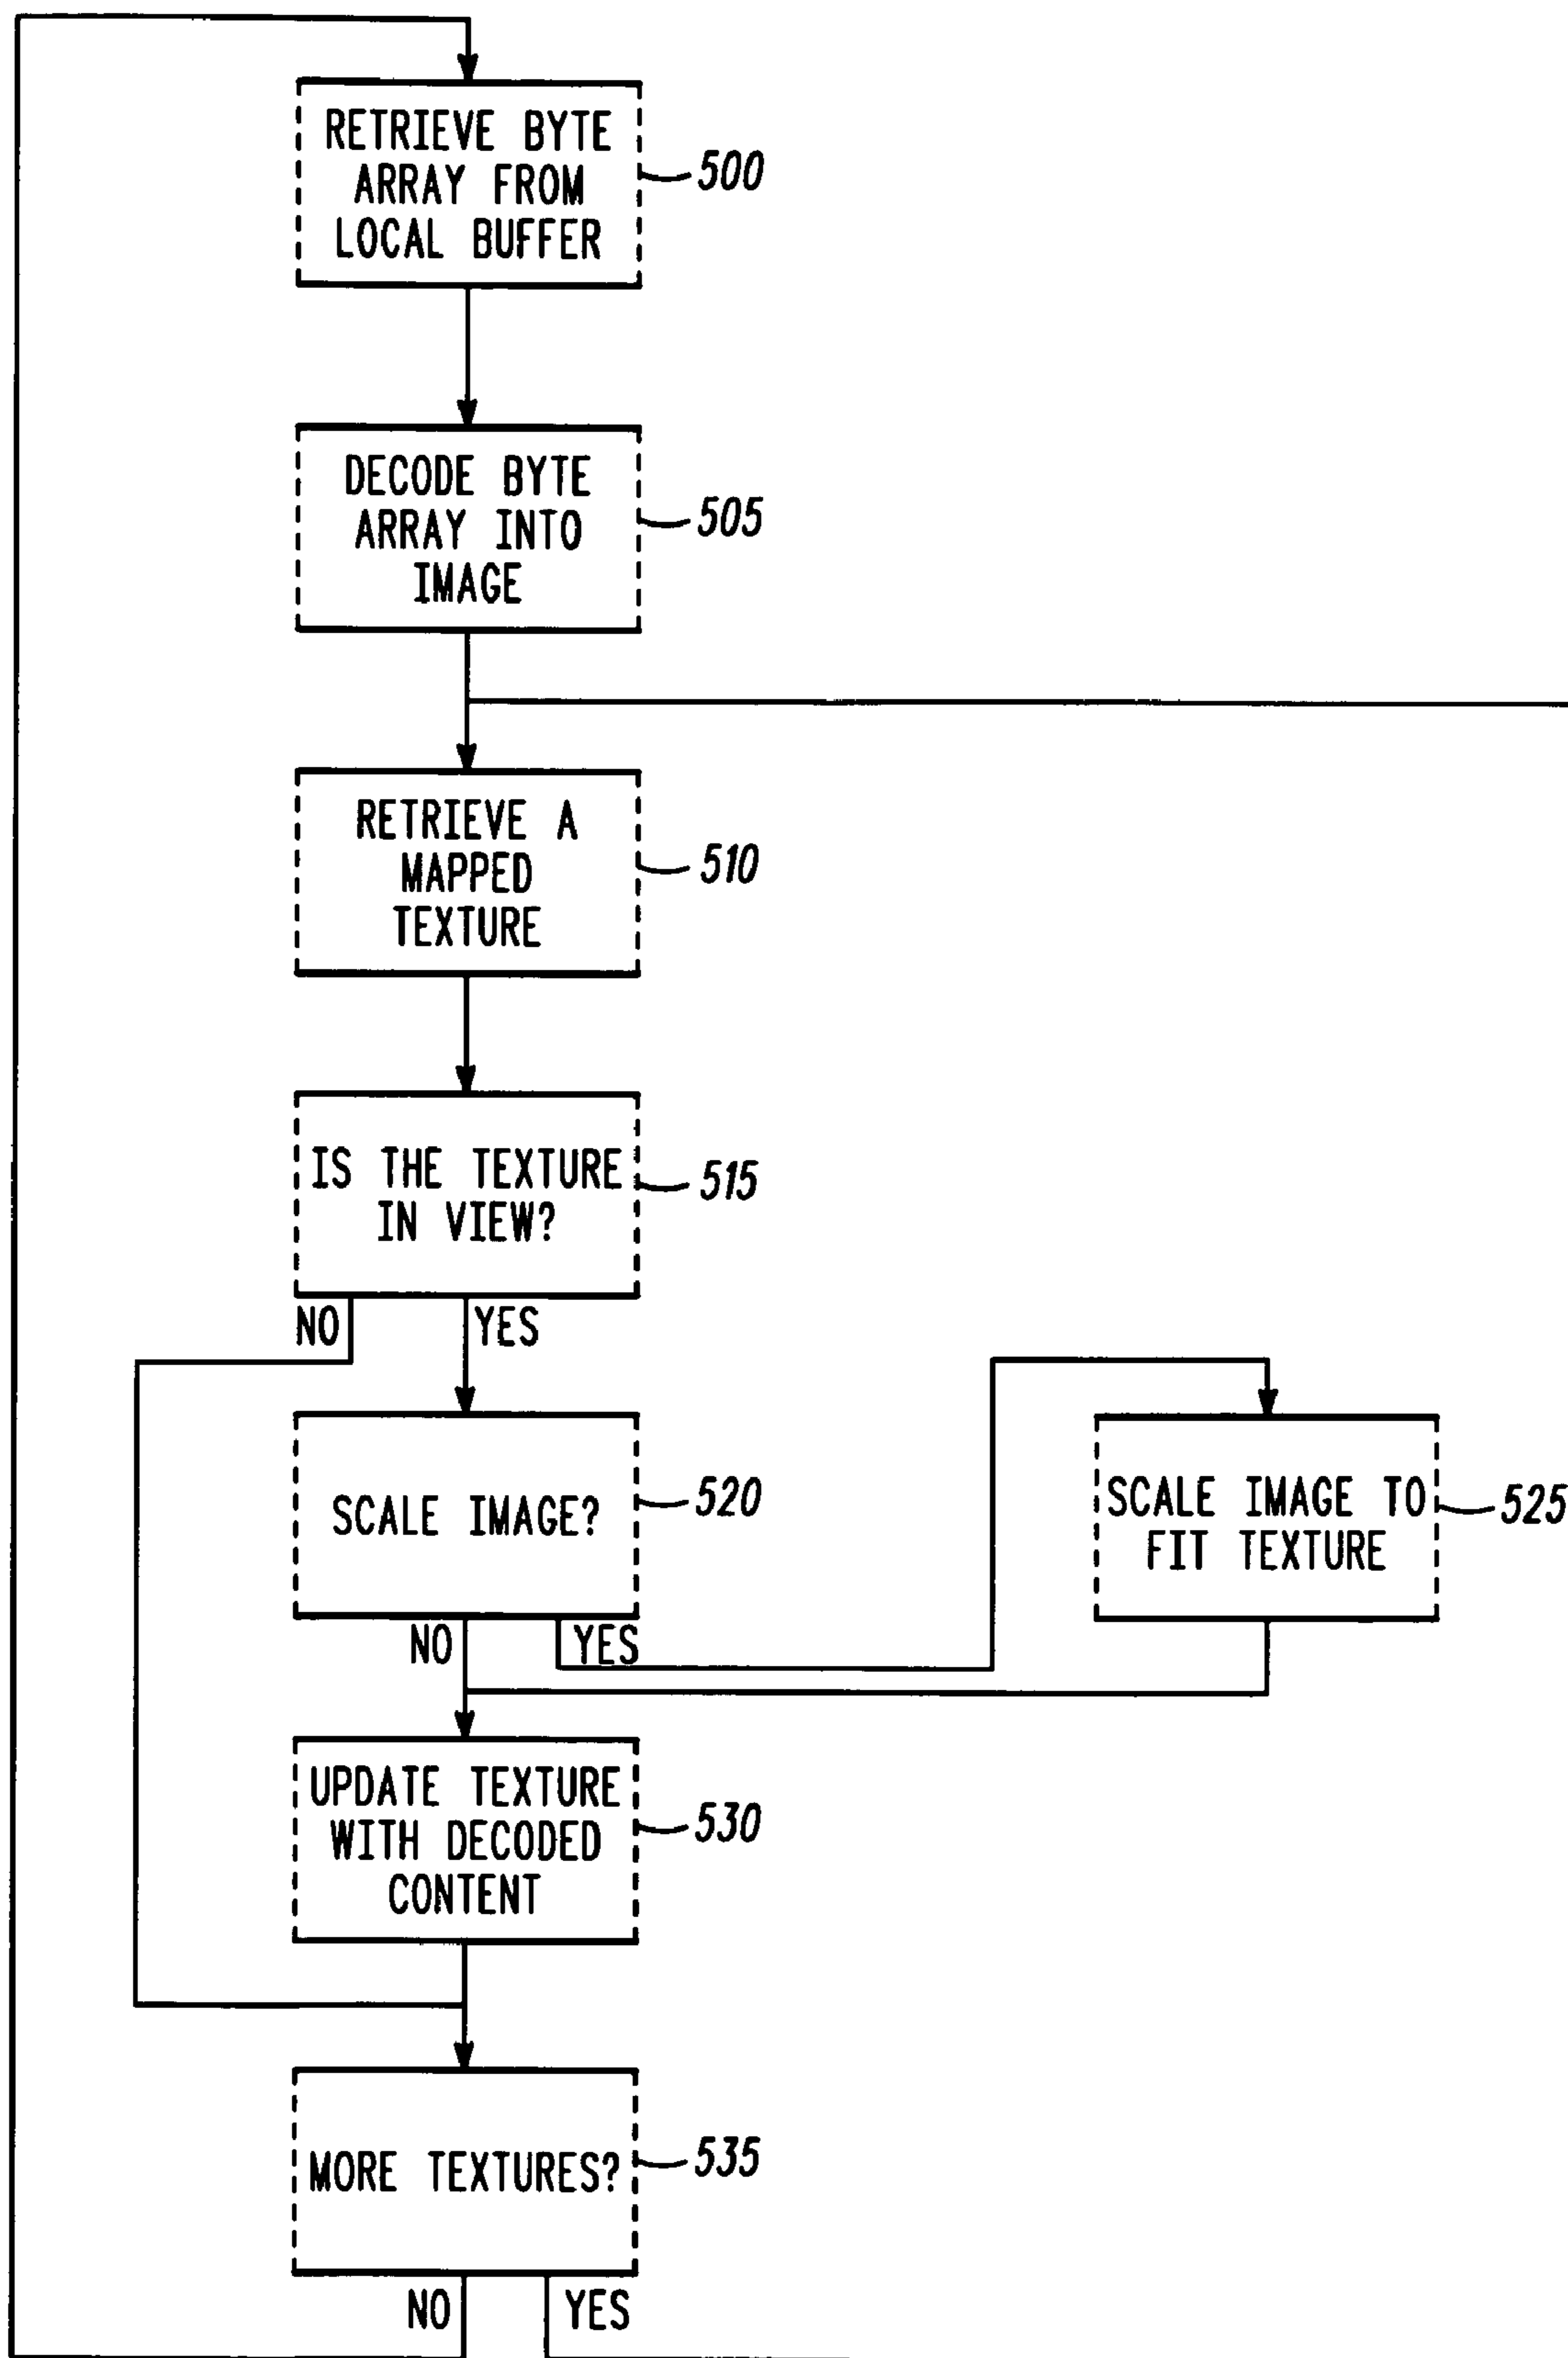 RETRIEVE BYTE
ARRAY FROM
LOCAL BUFFER
500
DECODE BYTE
ARRAY INTO
IMAGE
505
RETRIEVE A
MAPPED
TEXTURE
510
IS THE TEXTURE
IN VIEW?
515
NO
YES
SCALE IMAGE?
520
SCALE IMAGE TO
FIT TEXTURE
525
NO
YES
UPDATE TEXTURE
WITH DECODED
CONTENT
530
MORE TEXTURES?
535
NO
YES